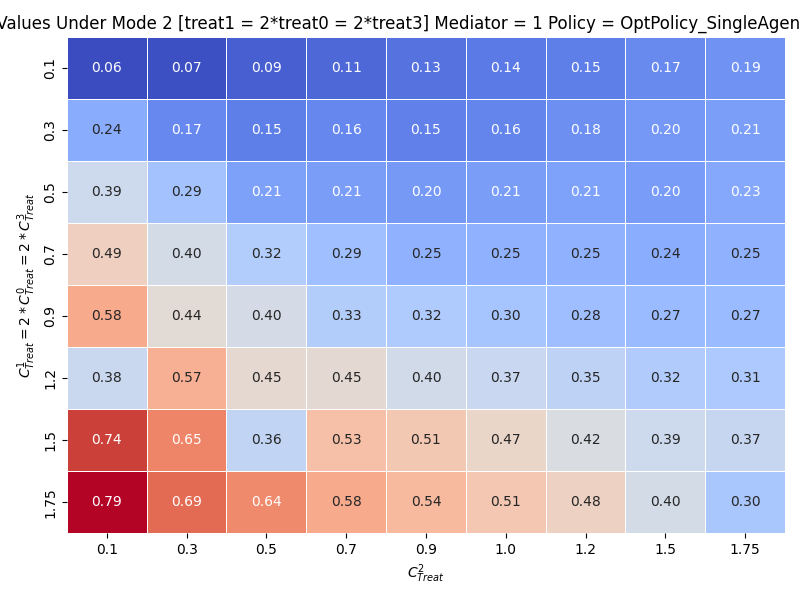 Values Under Mode 2 [treat1 = 2*treat0 = 2*treat3] Mediator = 1 Policy = OptPolicy_SingleAgen
0.1 0.06 0.07 0.09 0.11 0.13 0.14 0.15 0.17 0.19
0.3 0.24 0.17 0.15 0.16 0.15 0.16 0.18 0.20 0.21
0.5 0.39 0.29 0.21 0.21 0.20 0.21 0.21 0.20 0.23
0.7 0.49 0.40 0.32 0.29 0.25 0.25 0.25 0.24 0.25
0.9 0.58 0.44 0.40 0.33 0.32 0.30 0.28 0.27 0.27
1.2 0.38 0.57 0.45 0.45 0.40 0.37 0.35 0.32 0.31
1.5 0.74 0.65 0.36 0.53 0.51 0.47 0.42 0.39 0.37
1.75 0.79 0.69 0.64 0.58 0.54 0.51 0.48 0.40 0.30
0.1 0.3 0.5 0.7 0.9 1.0 1.2 1.5 1.75
C²_Treat
C¹_Treat = 2 * C⁰_Treat = 2 * C³_Treat